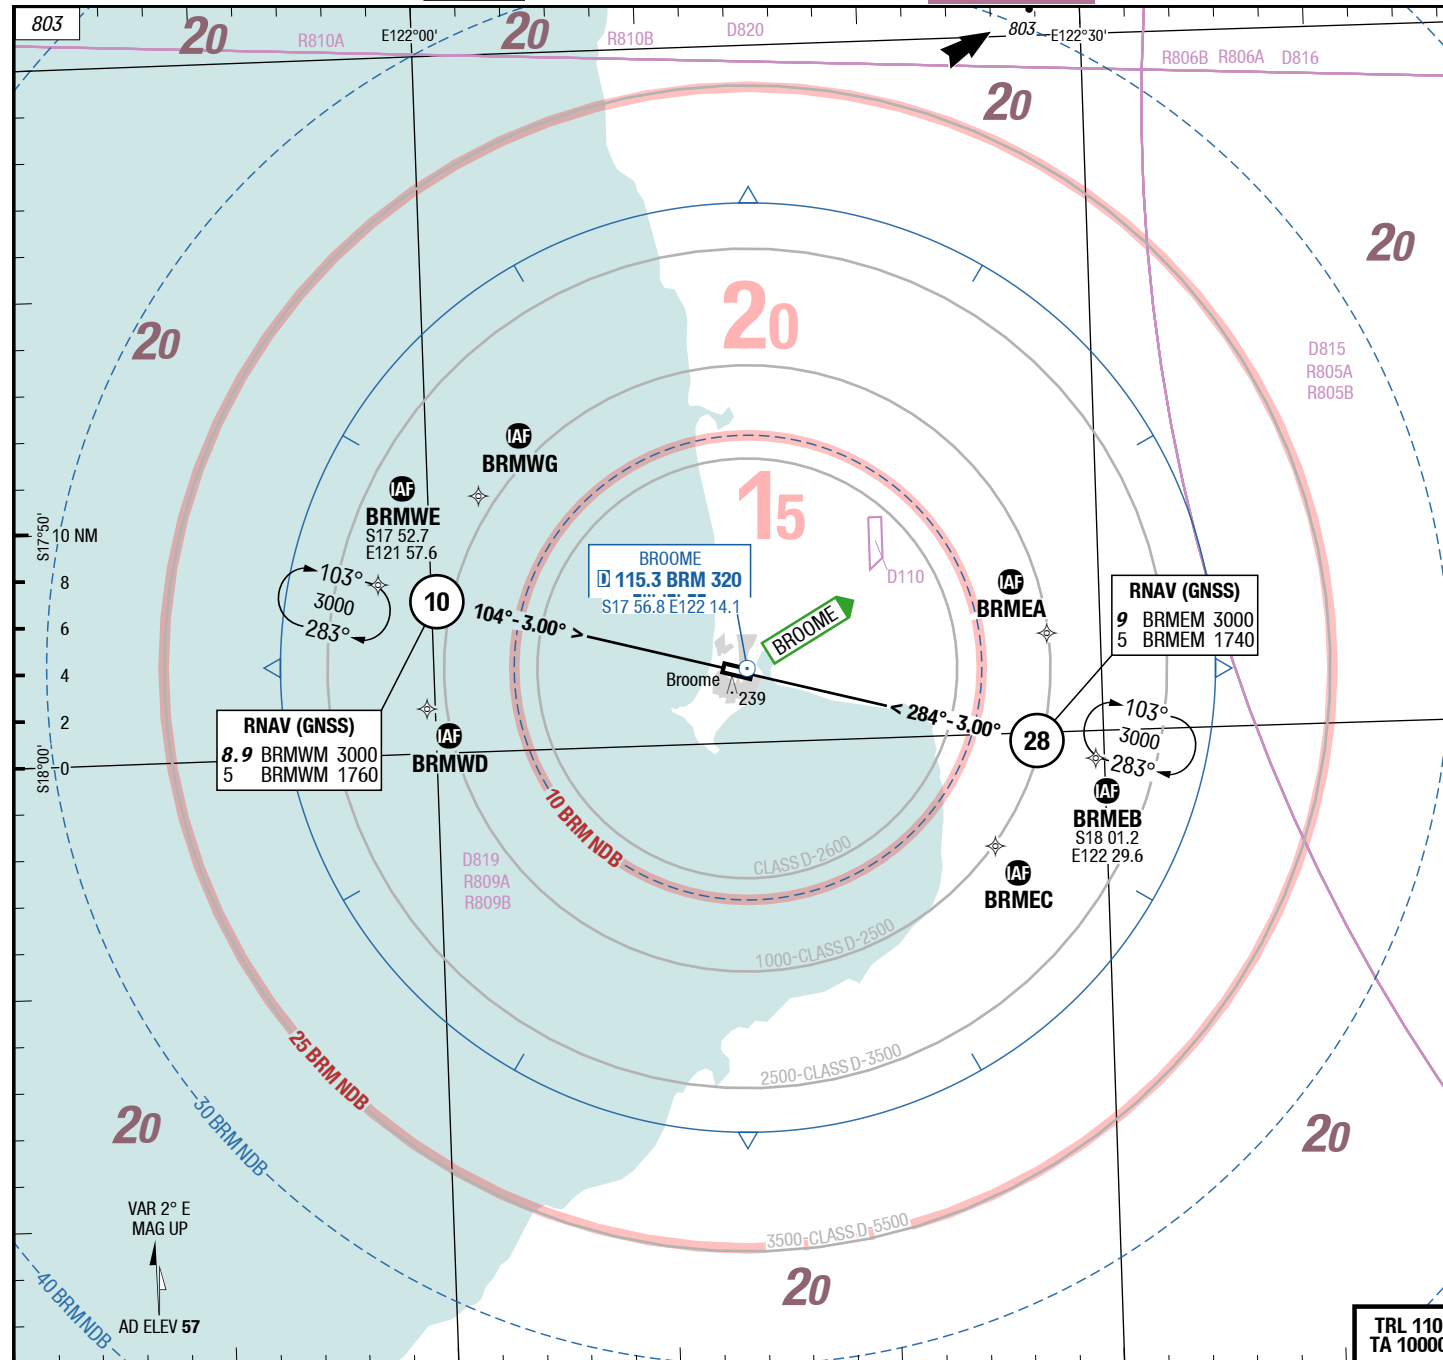 803
20
R810A
E122°00'
20
R810B
D820
803
E122°30'
R806B R806A D816
20
20
20
D815
R805A
R805B
20
15
IAF
BRMWG
IAF
BRMWE
S17 52.7
E121 57.6
S17°50'
10 NM
8
6
4
2
0
S18°00'
103°
3000
283°
10
104°-3.00° >
BROOME
D 115.3 BRM 320
S17 56.8 E122 14.1
D110
BROOME
Broome
239
IAF
BRMEA
RNAV (GNSS)
9 BRMEM 3000
5 BRMEM 1740
< 284°-3.00°
28
103°
3000
283°
IAF
BRMEB
S18 01.2
E122 29.6
RNAV (GNSS)
8.9 BRMWM 3000
5 BRMWM 1760
IAF
BRMWD
10 BRM NDB
CLASS D-2600
D819
R809A
R809B
IAF
BRMEC
1000-CLASS D-2500
2500-CLASS D-3500
25 BRM NDB
30 BRM NDB
20
20
3500-CLASS D-5500
20
VAR 2° E
MAG UP
AD ELEV 57
40 BRM NDB
TRL 110
TA 10000